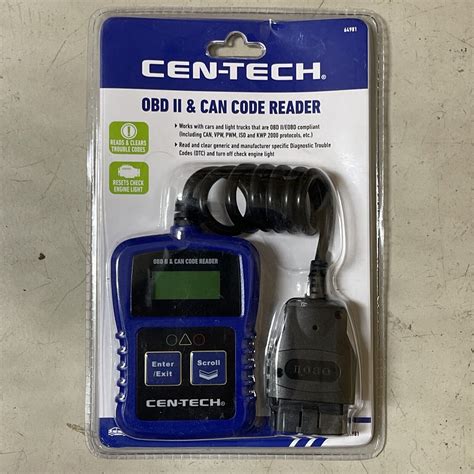 64981
CEN-TECH®
OBD II & CAN CODE READER
• Works with cars and light trucks that are OBD II/EOBD compliant
(Including CAN, VPW, PWM, ISO and KWP 2000 protocols, etc.)
• Read and clear generic and manufacturer specific Diagnostic Trouble
Codes (DTC) and turn off check engine light
READS & CLEARS
TROUBLE CODES
RESETS CHECK
ENGINE LIGHT
OBD II & CAN CODE READER
Enter
/Exit
Scroll
CEN-TECH®